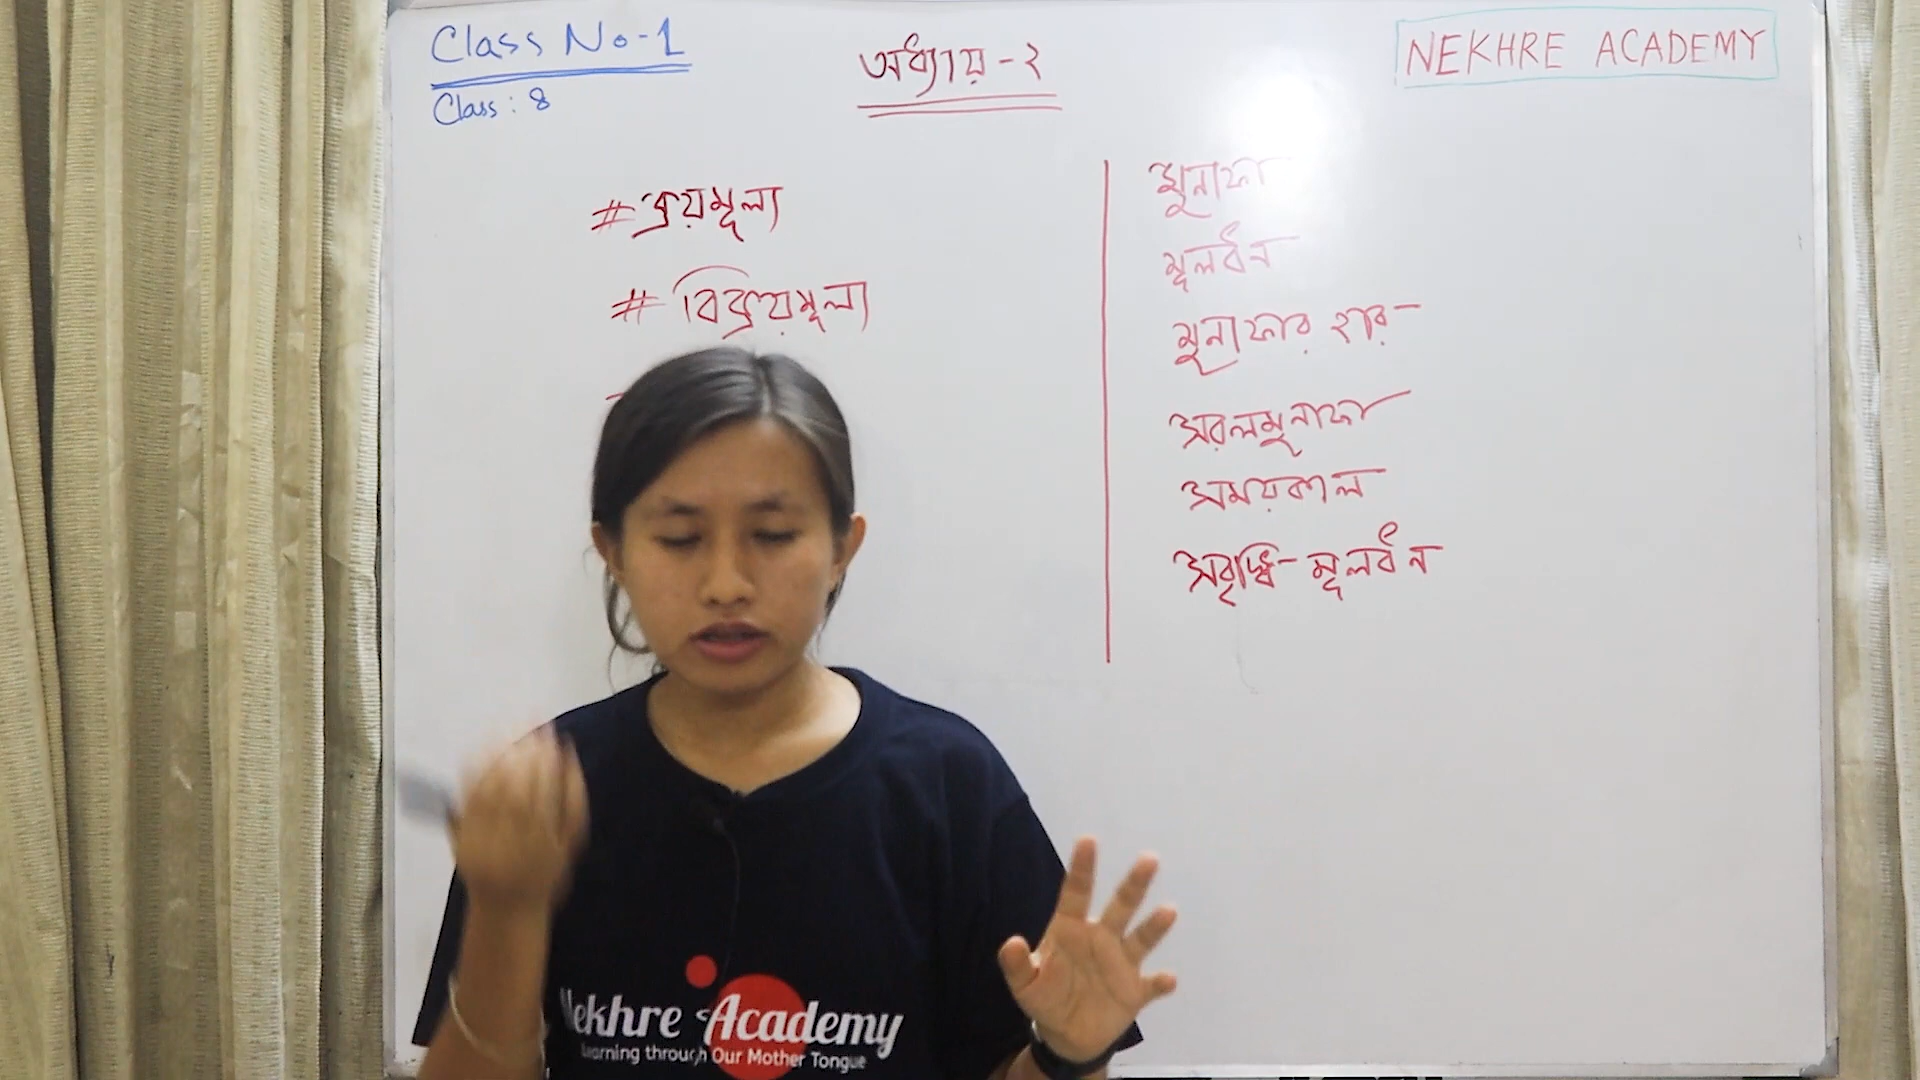 Class No-1
Class: 8
অধ্যায়-২
NEKHRE ACADEMY
# ক্রয়মূল্য
# বিক্রয়মূল্য
মুনাফা
মূলধন
মুনাফার হার
সরলমুনাফা
সময়কাল
সবৃদ্ধি-মূলধন
Nekhre Academy
Learning through Our Mother Tongue